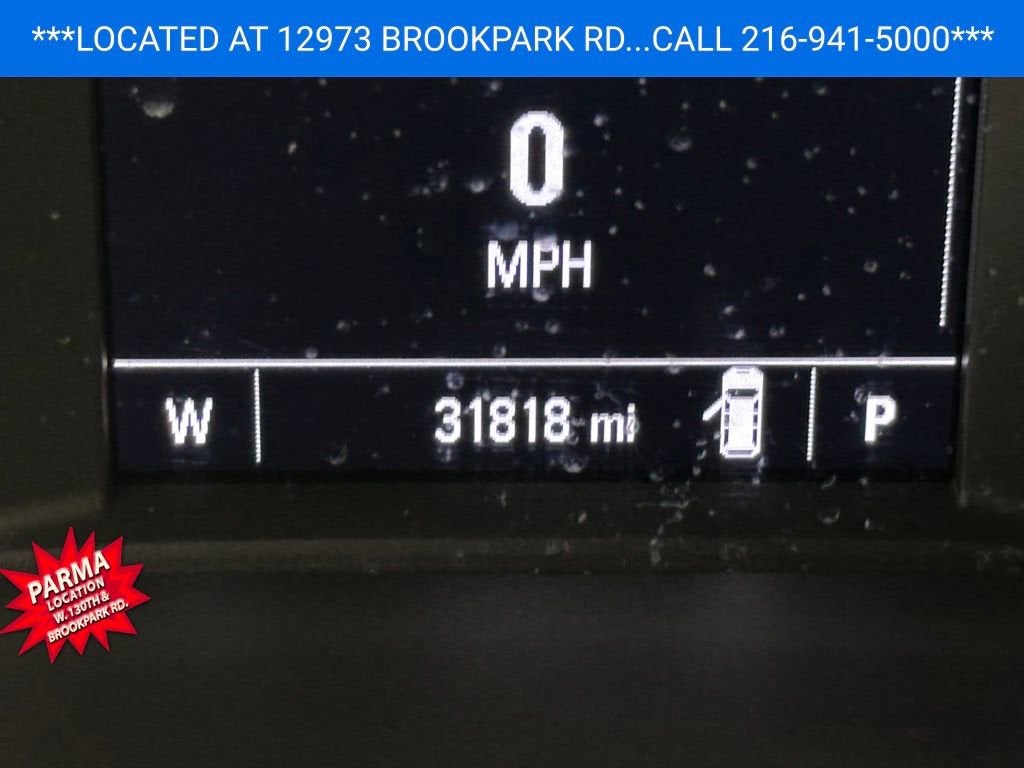 ***LOCATED AT 12973 BROOKPARK RD...CALL 216-941-5000***
0
MPH
W 31818 mi P
PARMA
LOCATION
W. 130TH &
BROOKPARK RD.